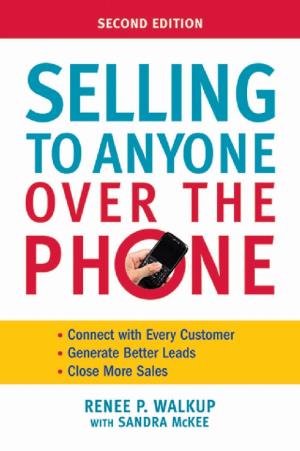 SECOND EDITION
SELLING
TO ANYONE
OVER THE
PHONE
• Connect with Every Customer
• Generate Better Leads
• Close More Sales
RENEE P. WALKUP
WITH SANDRA McKEE